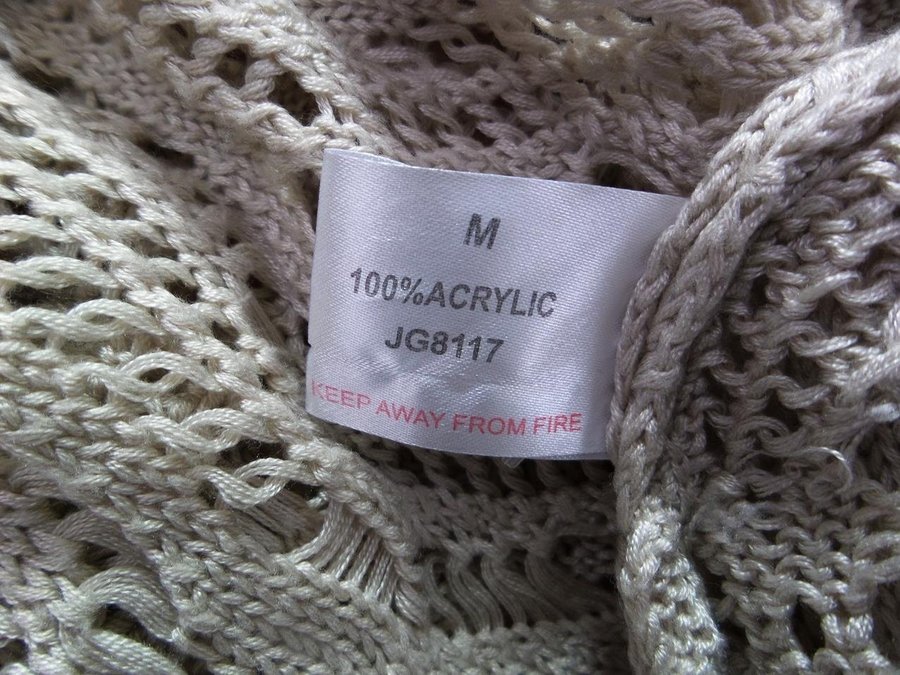 M
100%ACRYLIC
JG8117
KEEP AWAY FROM FIRE